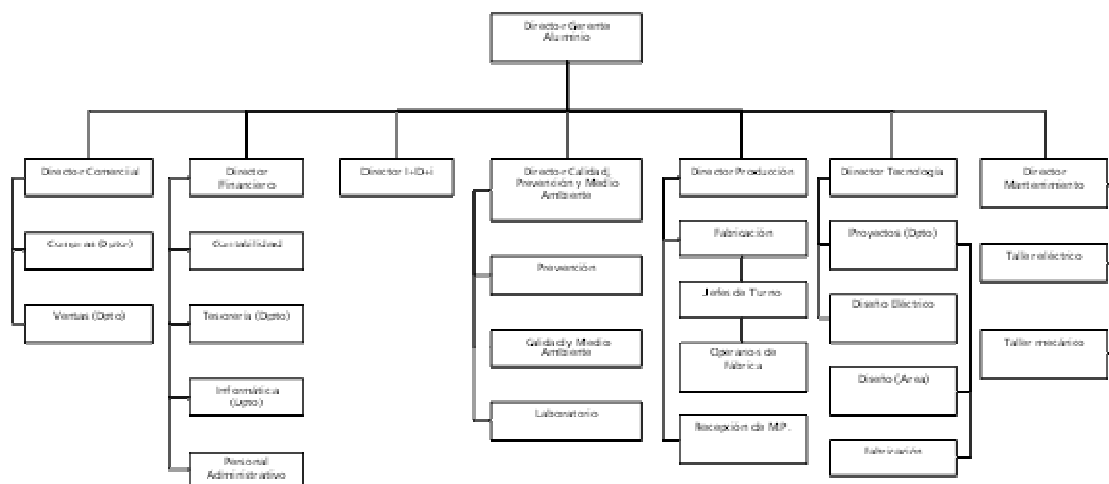 Director Gerente
Aluminio
Director Comercial
Compras (Dpto)
Ventas (Dpto)
Director
Financiero
Contabilidad
Tesorería (Dpto)
Informática
(Dpto)
Personal
Administrativo
Director I+D+i
Director Calidad,
Prevención y Medio
Ambiente
Prevención
Calidad y Medio
Ambiente
Laboratorio
Director Producción
Fabricación
Jefes de Turno
Operarios de
Fábrica
Recepción de MP.
Director Tecnología
Proyectos (Dpto)
Diseño Eléctrico
Diseño (Area)
Fabricación
Director
Mantenimiento
Taller eléctrico
Taller mecánico